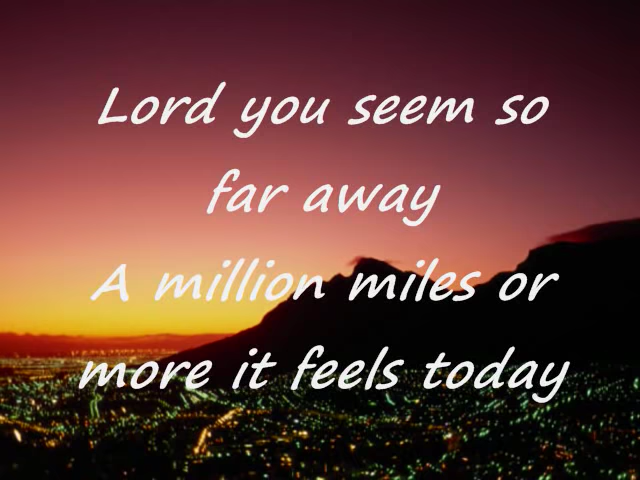 Lord you seem so
far away
A million miles or
more it feels today